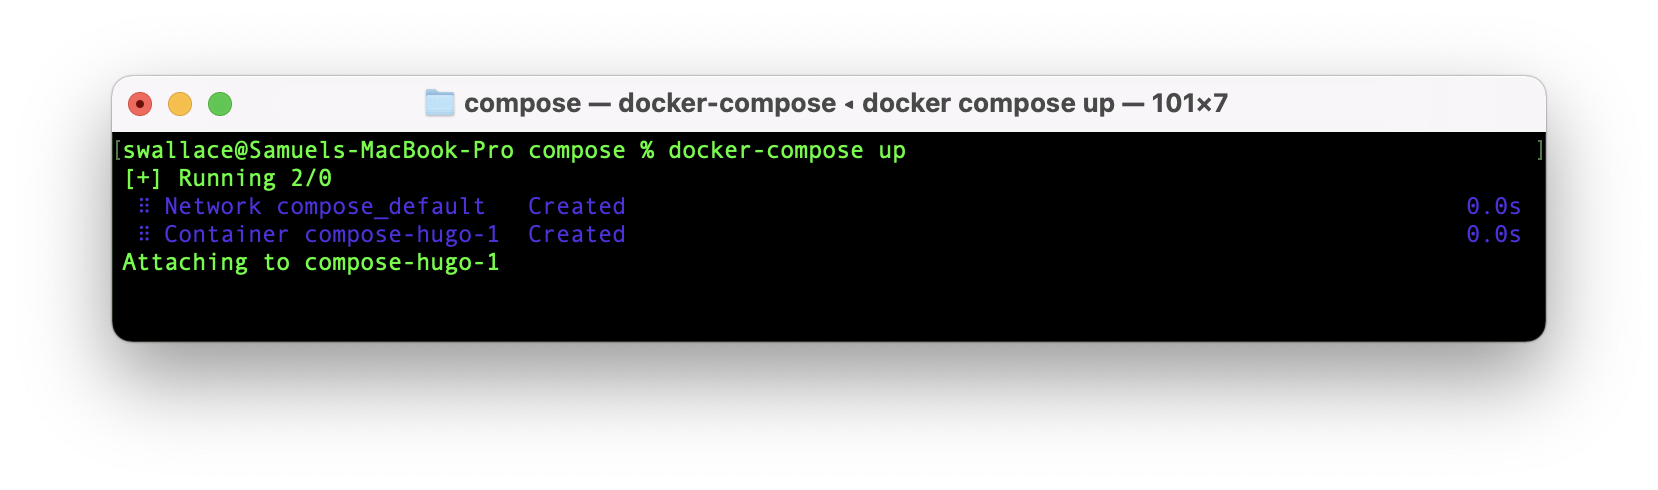 compose — docker-compose ◂ docker compose up — 101×7
[swallace@Samuels-MacBook-Pro compose % docker-compose up ]
[+] Running 2/0
⠿ Network compose_default Created 0.0s
⠿ Container compose-hugo-1 Created 0.0s
Attaching to compose-hugo-1